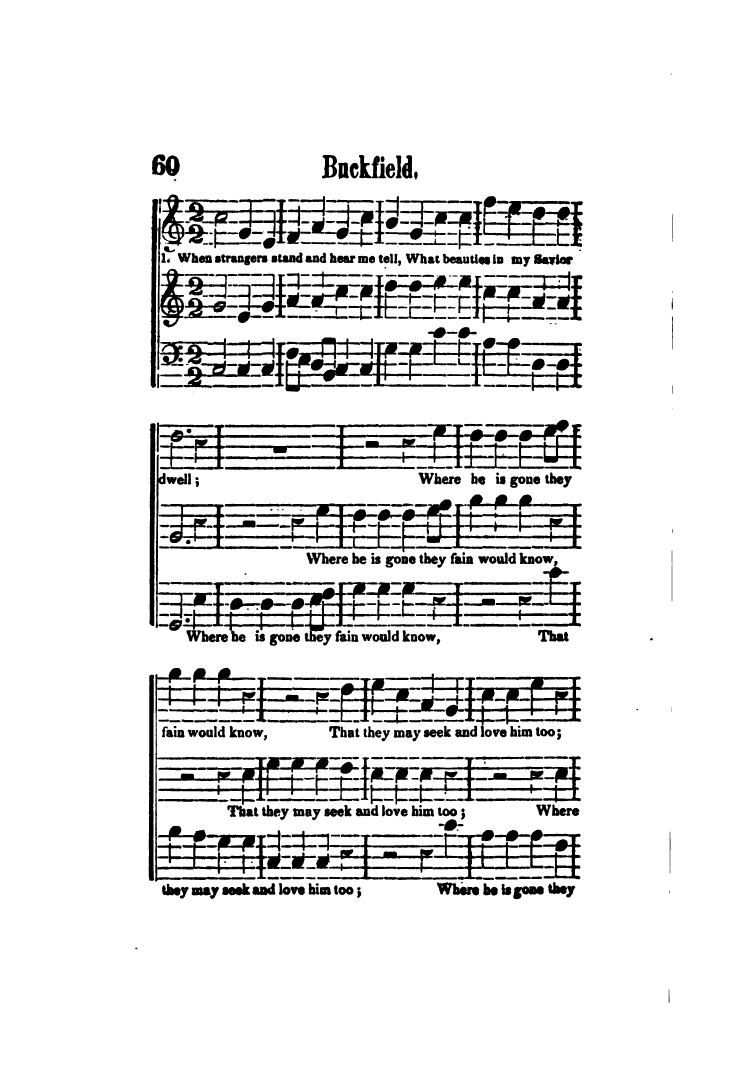 60 Buckfield.
1. When strangers stand and hear me tell, What beauties in my Savior
dwell; Where he is gone they
Where he is gone they fain would know,
Where he is gone they fain would know, That
fain would know, That they may seek and love him too;
That they may seek and love him too; Where
they may seek and love him too; Where he is gone they